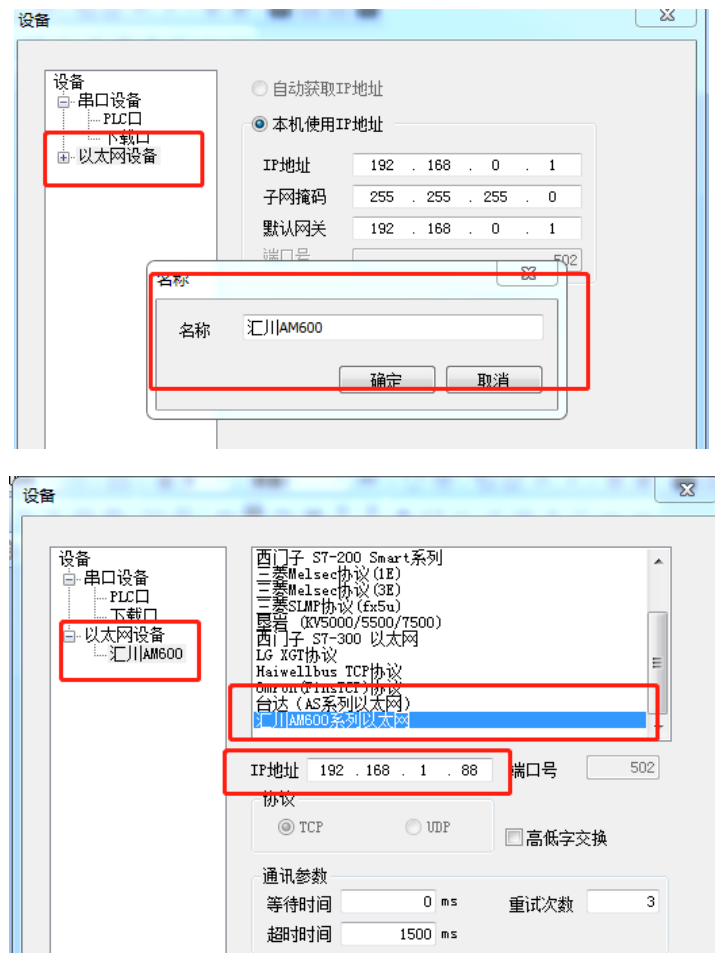 设备
设备
串口设备
PLC口
下载口
以太网设备
自动获取IP地址
本机使用IP地址
IP地址 192 . 168 . 0 . 1
子网掩码 255 . 255 . 255 . 0
默认网关 192 . 168 . 0 . 1
端口号 502
名称
名称 汇川AM600
确定 取消
设备
设备
串口设备
PLC口
下载口
以太网设备
汇川AM600
西门子 S7-200 Smart系列
三菱Melsec协议(1E)
三菱Melsec协议(3E)
三菱SLMP协议(fx5u)
基恩 (KV5000/5500/7500)
西门子 S7-300 以太网
LG XGT协议
Haiwellbus TCP协议
Omron(FinsTCP)协议
台达（AS系列以太网）
汇川AM600系列以太网
IP地址 192 . 168 . 1 . 88 端口号 502
协议
TCP UDP 高低字交换
通讯参数
等待时间 0 ms 重试次数 3
超时时间 1500 ms